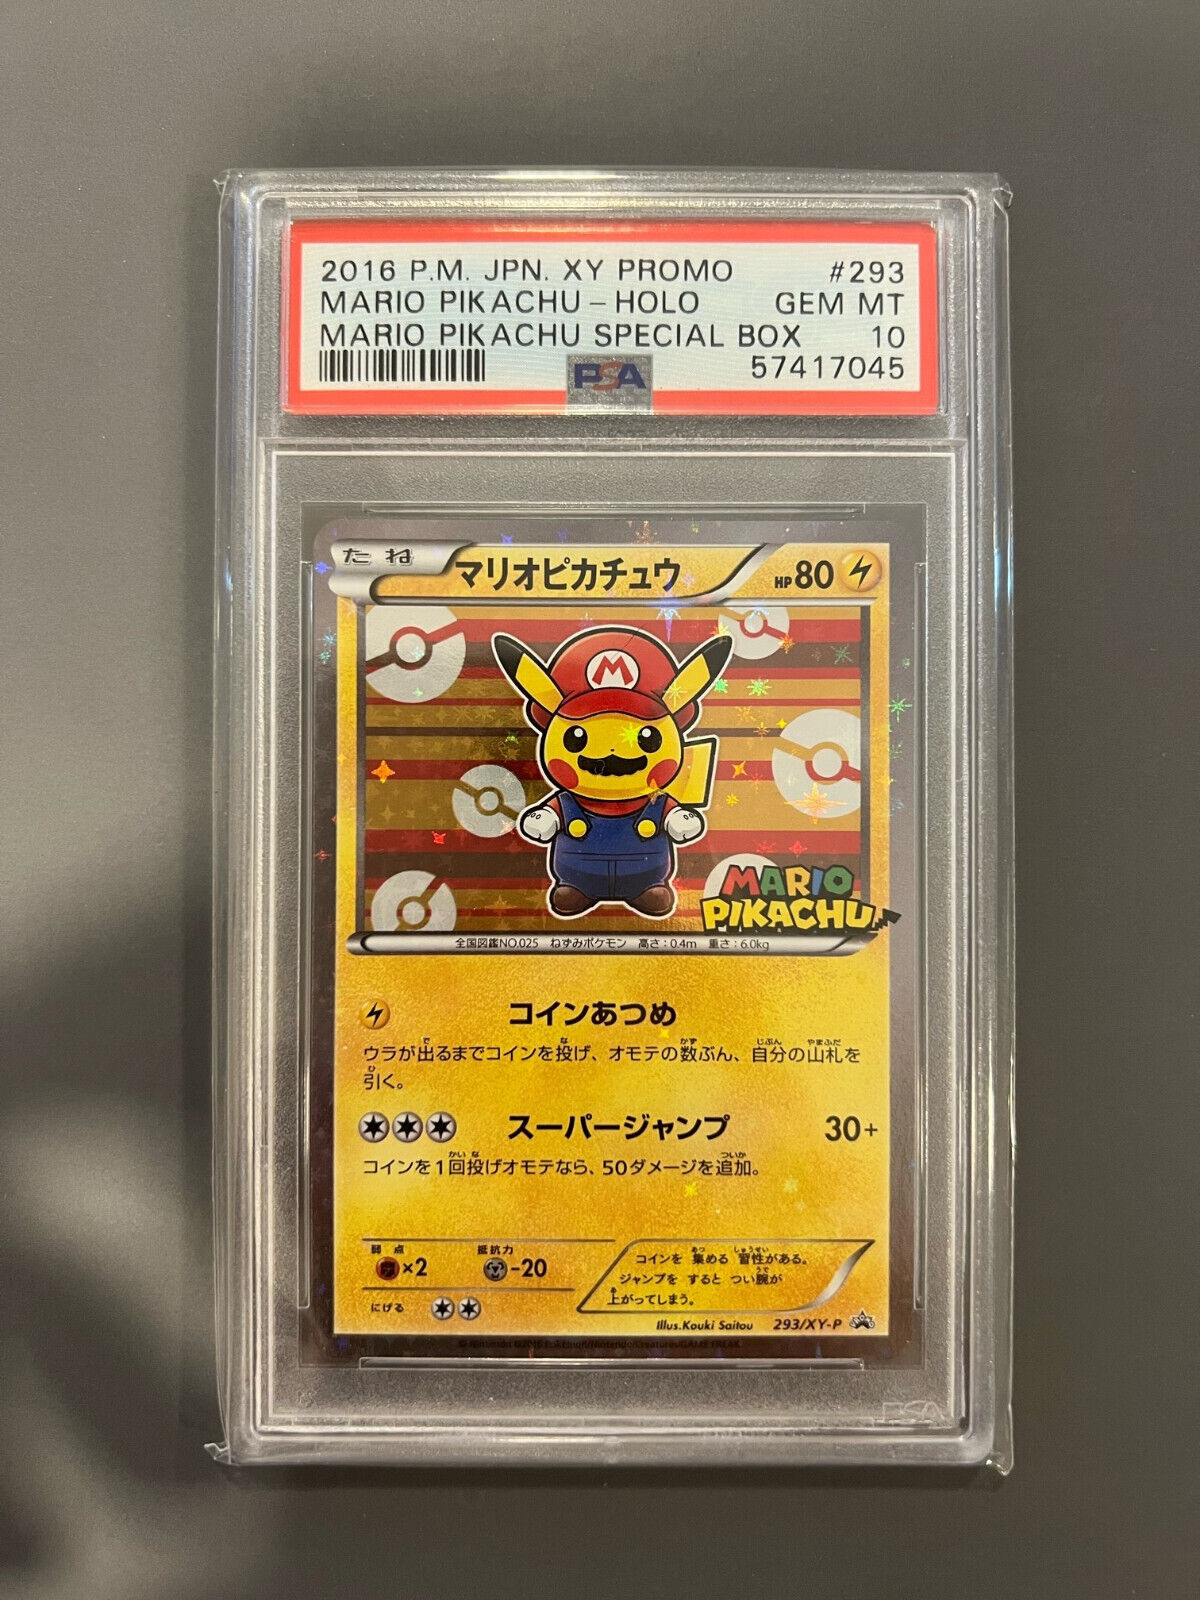 2016 P.M. JPN. XY PROMO #293
MARIO PIKACHU-HOLO GEM MT
MARIO PIKACHU SPECIAL BOX 10
PSA 57417045
たね マリオピカチュウ HP80
M
MARIO
PIKACHU
全国図鑑NO.025 ねずみポケモン 高さ:0.4m 重さ:6.0kg
コインあつめ
ウラが出るまでコインを投げ、オモテの数ぶん、自分の山札を
引く。
スーパージャンプ 30+
コインを1回投げオモテなら、50ダメージを追加。
弱点 抵抗力
×2 -20
にげる
コインを 集める 習性がある。
ジャンプを すると つい腕が
上がってしまう。
Illus.Kouki Saitou 293/XY-P
PSA